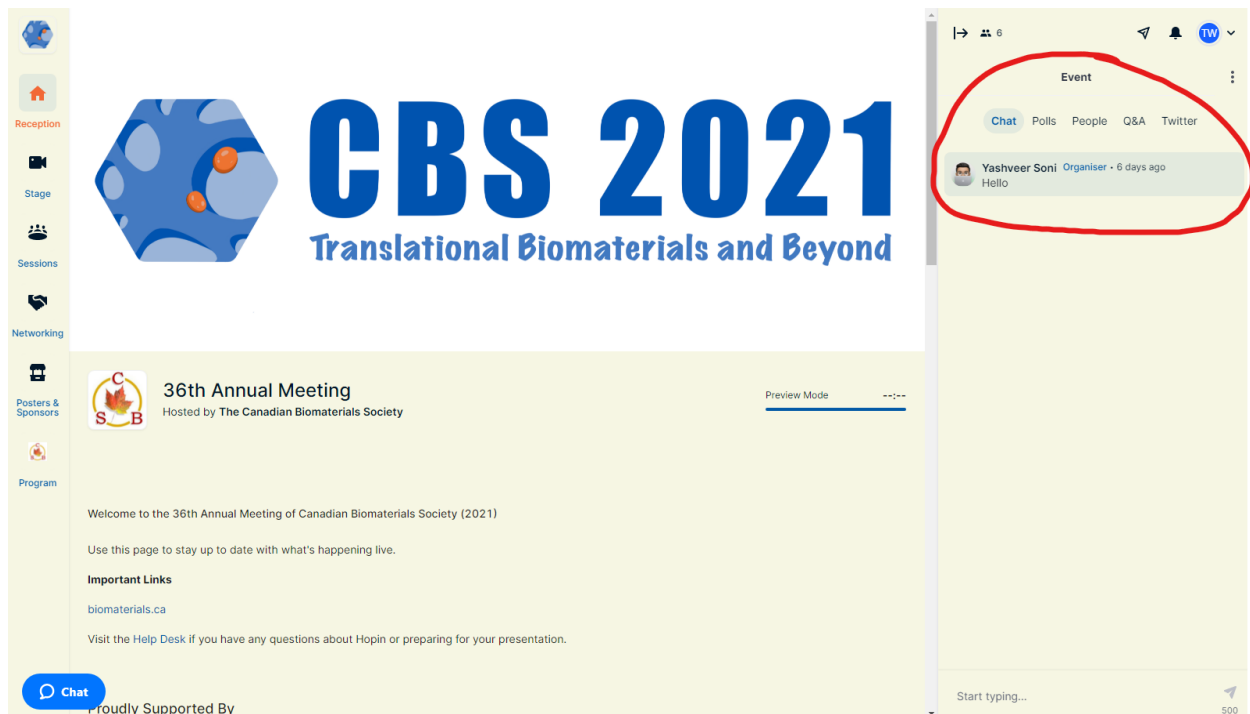 Reception
Stage
Sessions
Networking
Posters &
Sponsors
Program
Chat
CBS 2021
Translational Biomaterials and Beyond
C
S B
36th Annual Meeting
Hosted by The Canadian Biomaterials Society
Preview Mode --:--
Welcome to the 36th Annual Meeting of Canadian Biomaterials Society (2021)
Use this page to stay up to date with what's happening live.
Important Links
biomaterials.ca
Visit the Help Desk if you have any questions about Hopin or preparing for your presentation.
Proudly Supported By
6 TW
Event
Chat Polls People Q&A Twitter
Yashveer Soni Organiser • 6 days ago
Hello
Start typing...
500